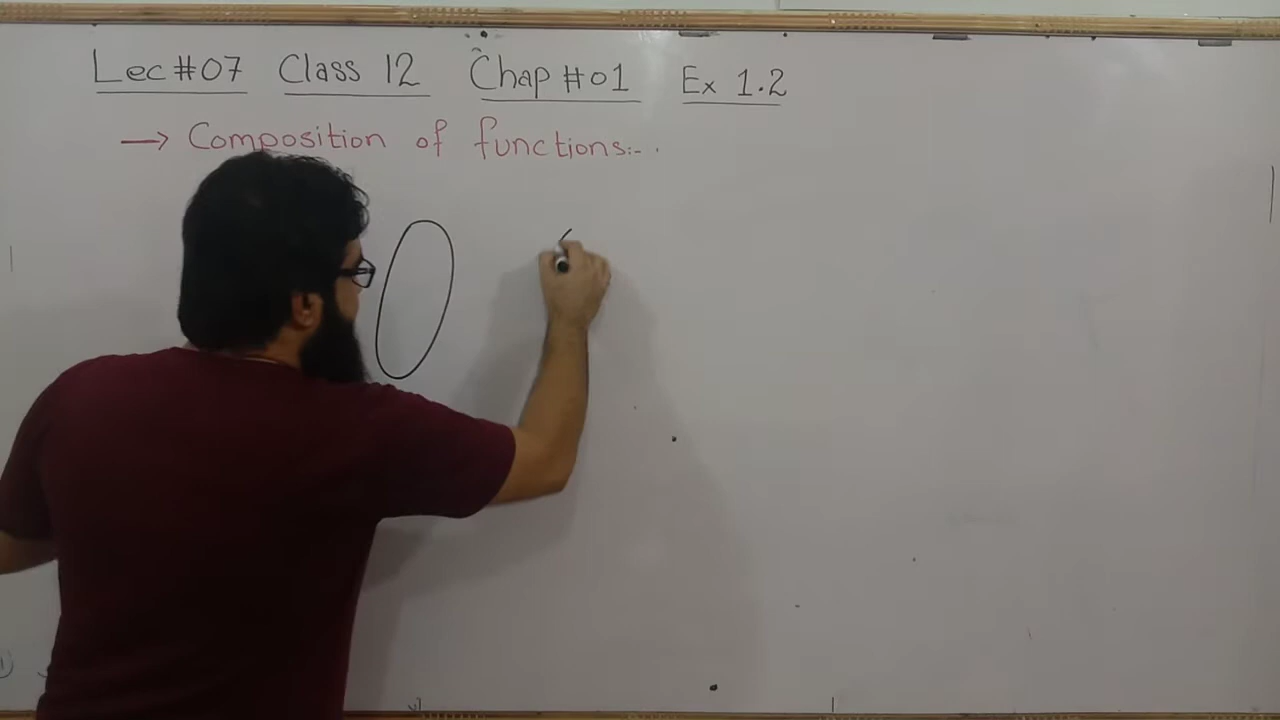 Lec#07 Class 12 Chap#01 Ex 1.2
→ Composition of functions:-